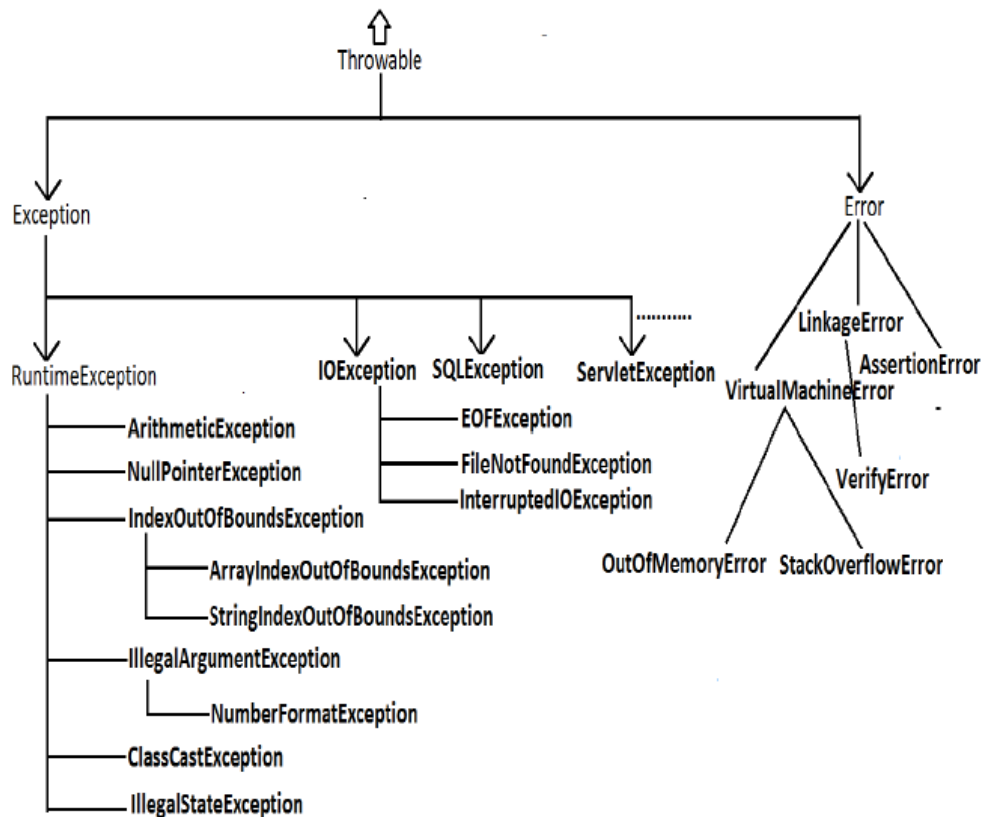 Throwable
Exception
Error
RuntimeException
IOException
SQLException
ServletException
...........
LinkageError
AssertionError
VirtualMachineError
ArithmeticException
NullPointerException
IndexOutOfBoundsException
ArrayIndexOutOfBoundsException
StringIndexOutOfBoundsException
IllegalArgumentException
NumberFormatException
ClassCastException
IllegalStateException
EOFException
FileNotFoundException
InterruptedIOException
VerifyError
OutOfMemoryError
StackOverflowError